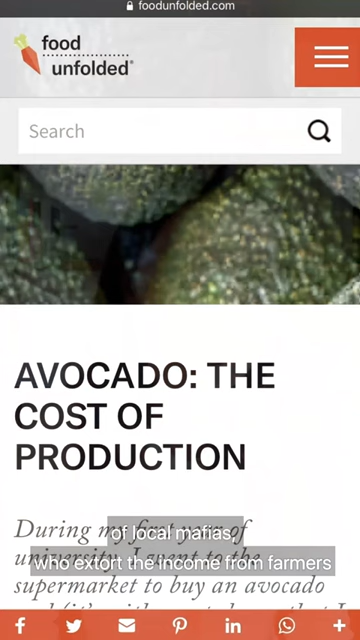 foodunfolded.com
food
unfolded®
Search
AVOCADO: THE
COST OF
PRODUCTION
During my first year of
of local mafias,
university, I went to the
who extort the income from farmers
supermarket to buy an avocado